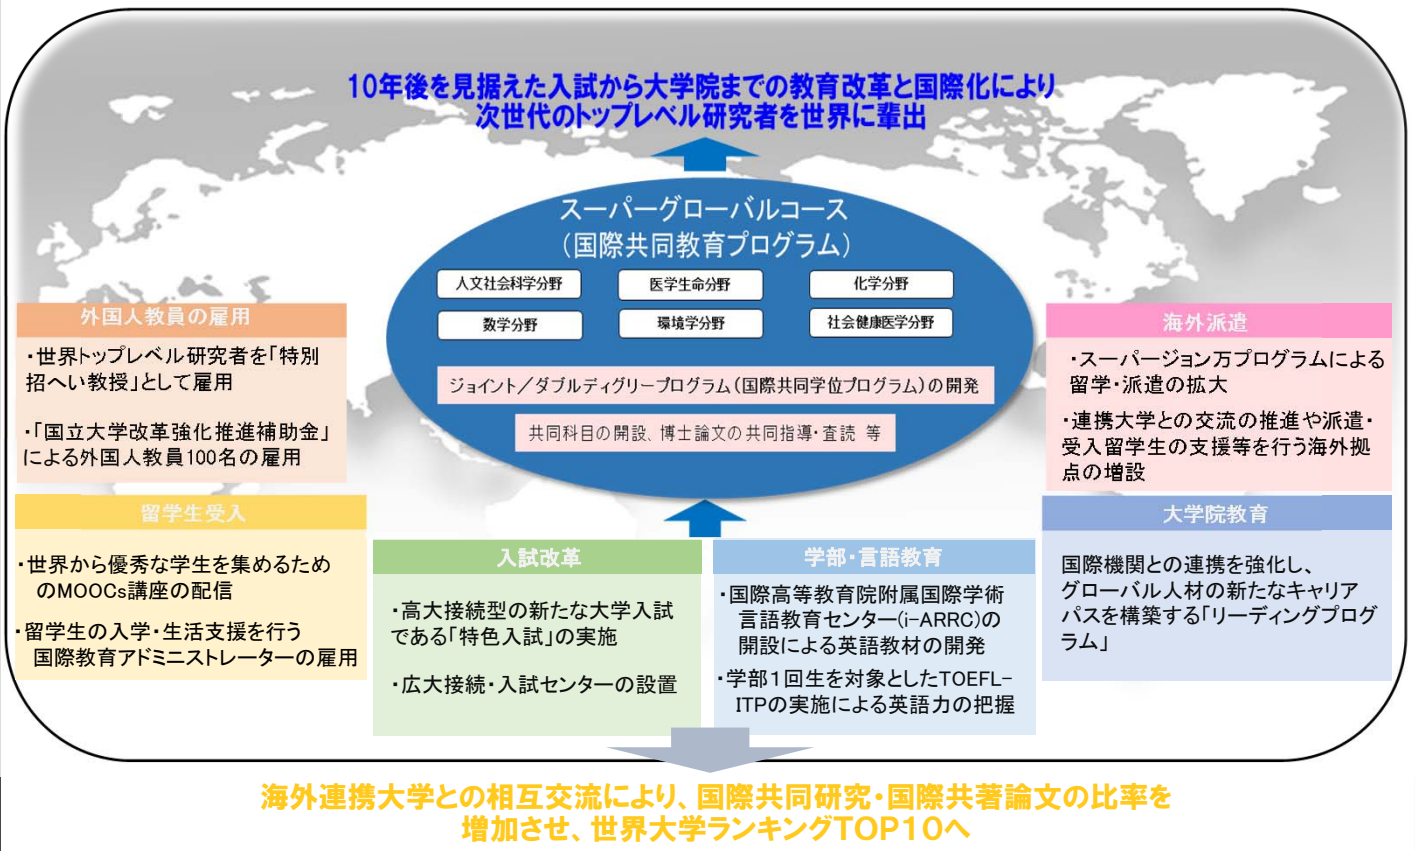 10年後を見据えた入試から大学院までの教育改革と国際化により
次世代のトップレベル研究者を世界に輩出
スーパーグローバルコース
（国際共同教育プログラム）
人文社会科学分野
医学生命分野
化学分野
数学分野
環境学分野
社会健康医学分野
ジョイント／ダブルディグリープログラム（国際共同学位プログラム）の開発
共同科目の開設、博士論文の共同指導・査読 等
外国人教員の雇用
・世界トップレベル研究者を「特別
招へい教授」として雇用
・「国立大学改革強化推進補助金」
による外国人教員100名の雇用
留学生受入
・世界から優秀な学生を集めるため
のMOOCs講座の配信
・留学生の入学・生活支援を行う
国際教育アドミニストレーターの雇用
入試改革
・高大接続型の新たな大学入試
である「特色入試」の実施
・広大接続・入試センターの設置
学部・言語教育
・国際高等教育院附属国際学術
言語教育センター(i-ARRC)の
開設による英語教材の開発
・学部１回生を対象としたTOEFL-
ITPの実施による英語力の把握
海外派遣
・スーパージョン万プログラムによる
留学・派遣の拡大
・連携大学との交流の推進や派遣・
受入留学生の支援等を行う海外拠
点の増設
大学院教育
国際機関との連携を強化し、
グローバル人材の新たなキャリア
パスを構築する「リーディングプログ
ラム」
海外連携大学との相互交流により、国際共同研究・国際共著論文の比率を
増加させ、世界大学ランキングTOP10へ